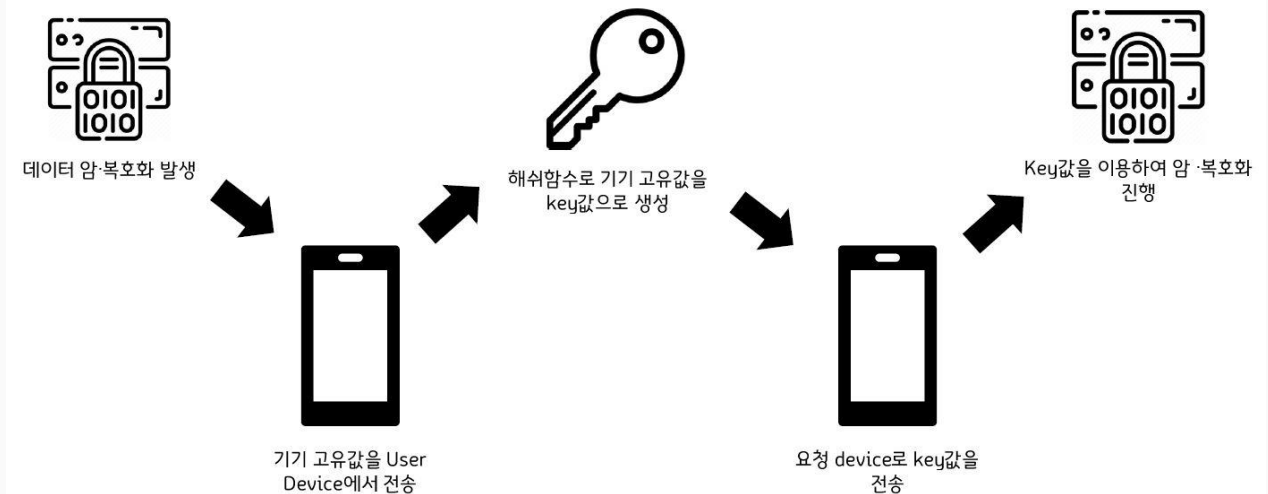 0101
1010
데이터 암·복호화 발생
기기 고유값을 User
Device에서 전송
해쉬함수로 기기 고유값을
key값으로 생성
요청 device로 key값을
전송
0101
1010
Key값을 이용하여 암 ·복호화
진행